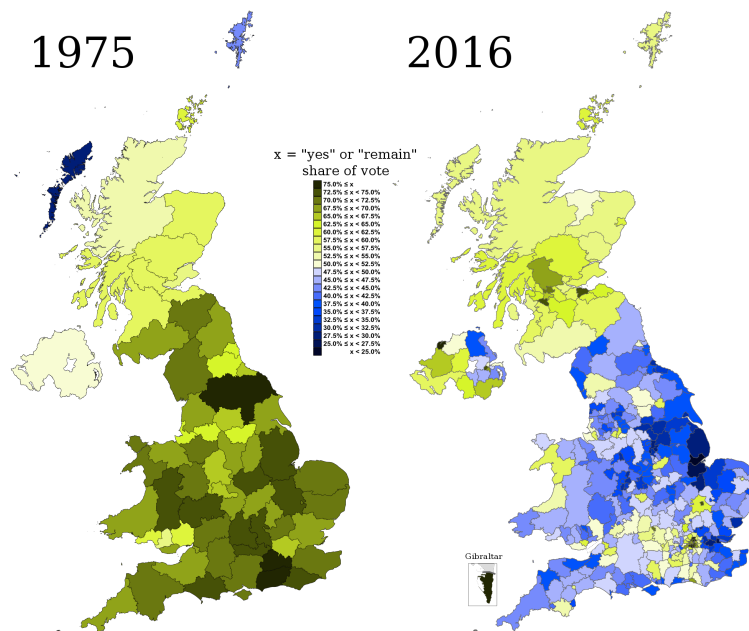 1975
2016
x = "yes" or "remain"
share of vote
75.0% ≤ x
72.5% ≤ x < 75.0%
70.0% ≤ x < 72.5%
67.5% ≤ x < 70.0%
65.0% ≤ x < 67.5%
62.5% ≤ x < 65.0%
60.0% ≤ x < 62.5%
57.5% ≤ x < 60.0%
55.0% ≤ x < 57.5%
52.5% ≤ x < 55.0%
50.0% ≤ x < 52.5%
47.5% ≤ x < 50.0%
45.0% ≤ x < 47.5%
42.5% ≤ x < 45.0%
40.0% ≤ x < 42.5%
37.5% ≤ x < 40.0%
35.0% ≤ x < 37.5%
32.5% ≤ x < 35.0%
30.0% ≤ x < 32.5%
27.5% ≤ x < 30.0%
25.0% ≤ x < 27.5%
x < 25.0%
Gibraltar